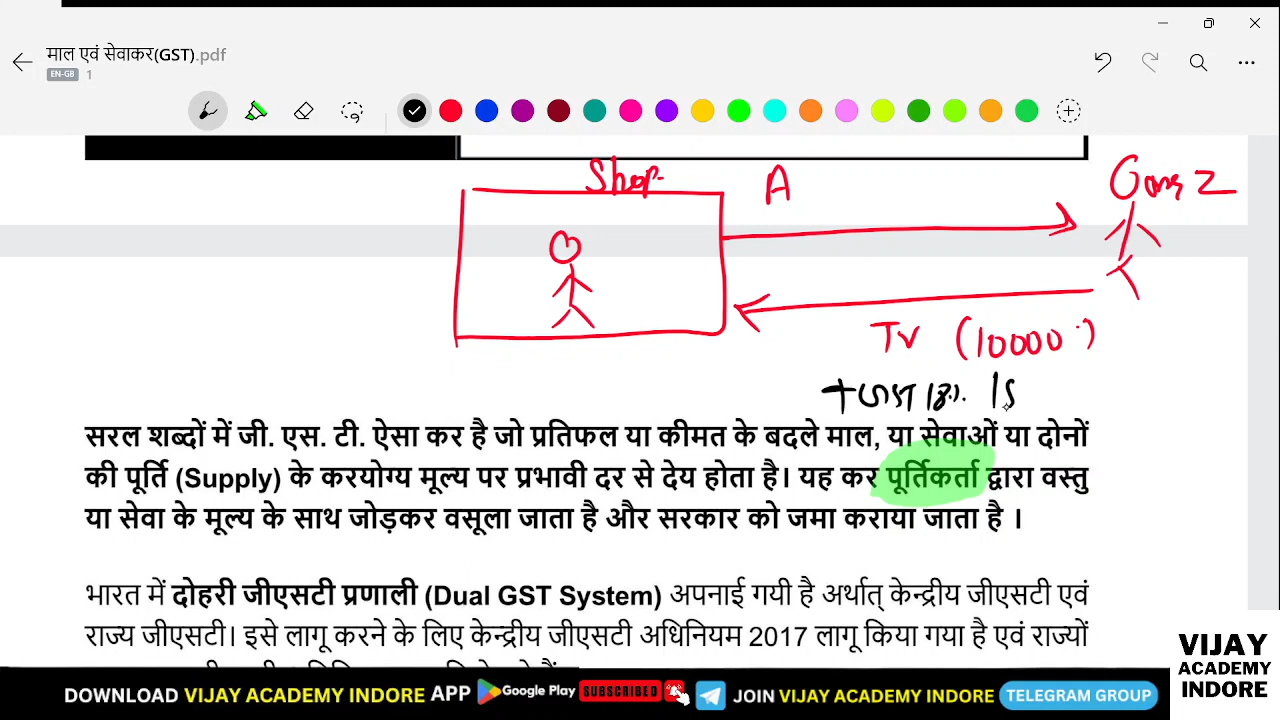 माल एवं सेवाकर(GST).pdf
EN-GB 1
Shop A
TV (10000
सरल शब्दों में जी. एस. टी. ऐसा कर है जो प्रतिफल या कीमत के बदले माल, या सेवाओं या दोनों
की पूर्ति (Supply) के करयोग्य मूल्य पर प्रभावी दर से देय होता है। यह कर पूर्तिकर्ता द्वारा वस्तु
या सेवा के मूल्य के साथ जोड़कर वसूला जाता है और सरकार को जमा कराया जाता है ।
भारत में दोहरी जीएसटी प्रणाली (Dual GST System) अपनाई गयी है अर्थात् केन्द्रीय जीएसटी एवं
राज्य जीएसटी। इसे लागू करने के लिए केन्द्रीय जीएसटी अधिनियम 2017 लागू किया गया है एवं राज्यों
DOWNLOAD VIJAY ACADEMY INDORE APP Google Play SUBSCRIBED JOIN VIJAY ACADEMY INDORE TELEGRAM GROUP
VIJAY
ACADEMY
INDORE